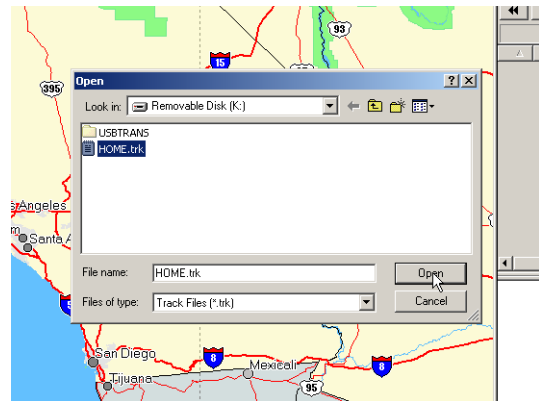 93
15
395
Open
Look in: Removable Disk (K:)
USBTRANS
HOME.trk
Angeles
Santa A
File name: HOME.trk
Open
Files of type: Track Files (*.trk)
Cancel
San Diego
8
Mexicali
8
Tijuana
95